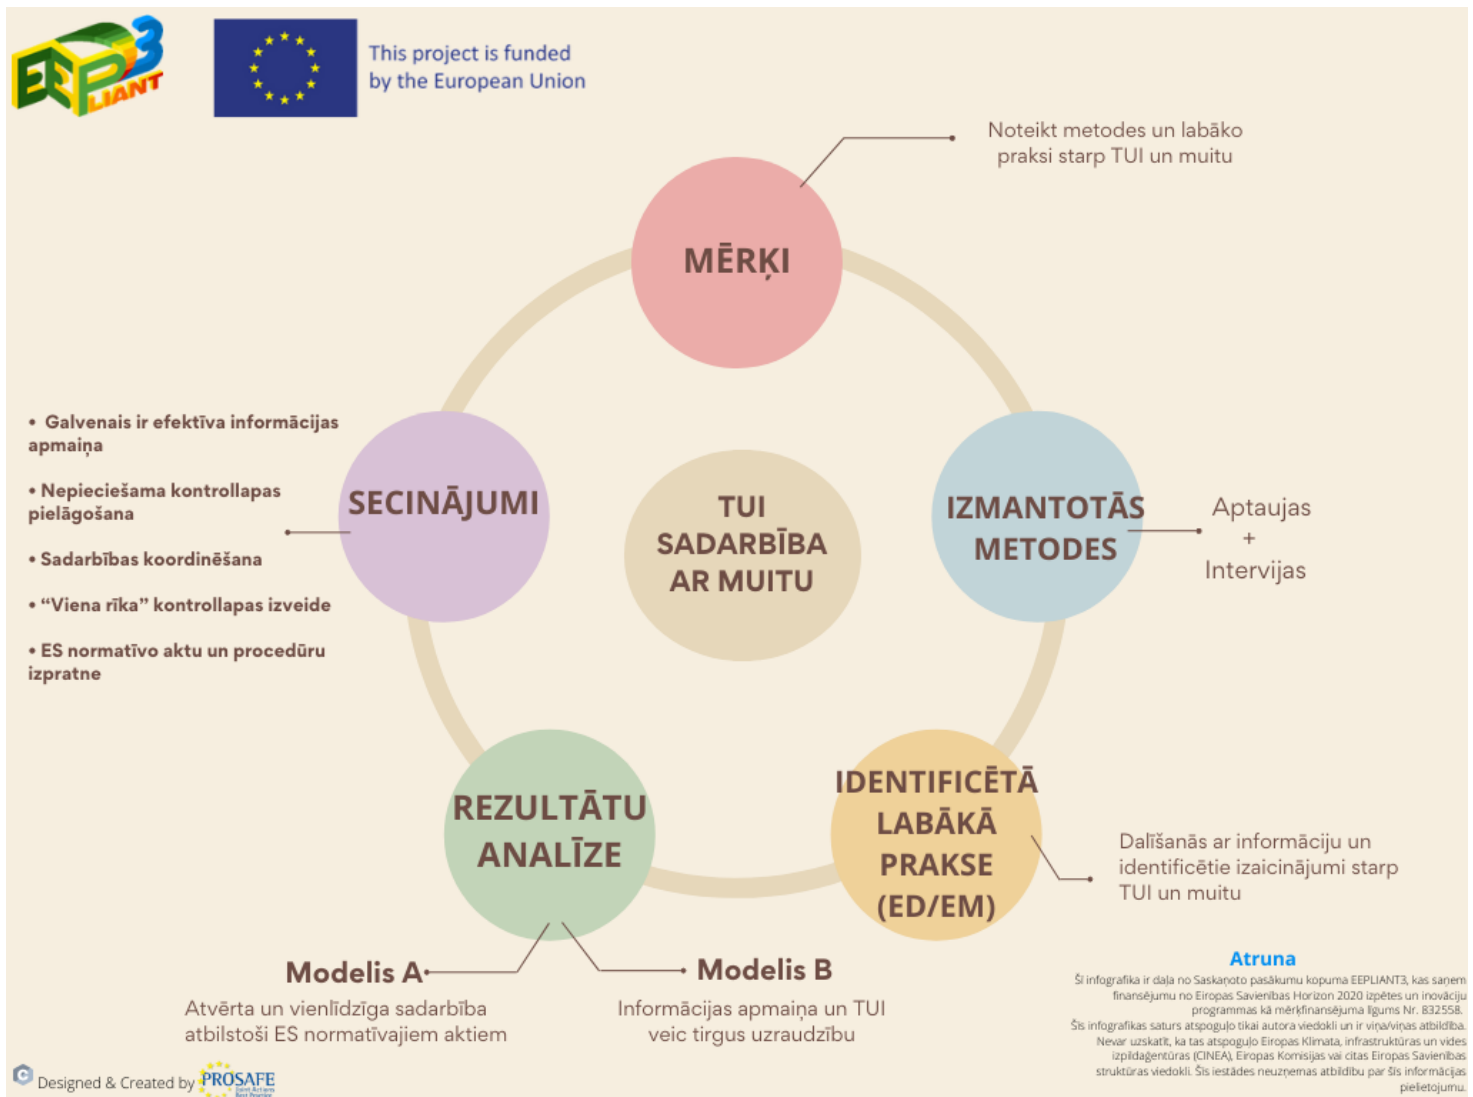 EEPLIANT3
This project is funded
by the European Union
Noteikt metodes un labāko
praksi starp TUI un muitu
MĒRĶI
• Galvenais ir efektīva informācijas
apmaiņa
• Nepieciešama kontrollapas
pielāgošana
• Sadarbības koordinēšana
• “Viena rīka” kontrollapas izveide
• ES normatīvo aktu un procedūru
izpratne
SECINĀJUMI
TUI
SADARBĪBA
AR MUITU
IZMANTOTĀS
METODES
Aptaujas
+
Intervijas
REZULTĀTU
ANALĪZE
IDENTIFICĒTĀ
LABĀKĀ
PRAKSE
(ED/EM)
Dalīšanās ar informāciju un
identificētie izaicinājumi starp
TUI un muitu
Modelis A
Atvērta un vienlīdzīga sadarbība
atbilstoši ES normatīvajiem aktiem
Modelis B
Informācijas apmaiņa un TUI
veic tirgus uzraudzību
Atruna
Šī infografika ir daļa no Saskaņoto pasākumu kopuma EEPLIANT3, kas saņem
finansējumu no Eiropas Savienības Horizon 2020 izpētes un inovāciju
programmas kā mērķfinansējuma līgums Nr. 832558.
Šis infografikas saturs atspoguļo tikai autora viedokli un ir viņa/viņas atbildība.
Nevar uzskatīt, ka tas atspoguļo Eiropas Klimata, infrastruktūras un vides
izpildaģentūras (CINEA), Eiropas Komisijas vai citas Eiropas Savienības
struktūras viedokli. Šīs iestādes neuzņemas atbildību par šīs informācijas
pielietojumu.
Designed & Created by PROSAFE
Joint Actions
Best Practice